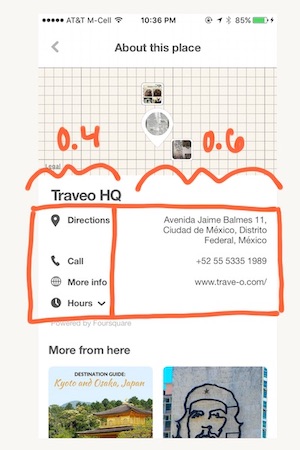 AT&T M-Cell 10:36 PM 85%
About this place
0.4 0.6
Legal
Traveo HQ
Directions Avenida Jaime Balmes 11,
Ciudad de México, Distrito
Federal, México
Call +52 55 5335 1989
More info www.trave-o.com/
Hours
Powered by Foursquare
More from here
DESTINATION GUIDE:
Kyoto and Osaka, Japan